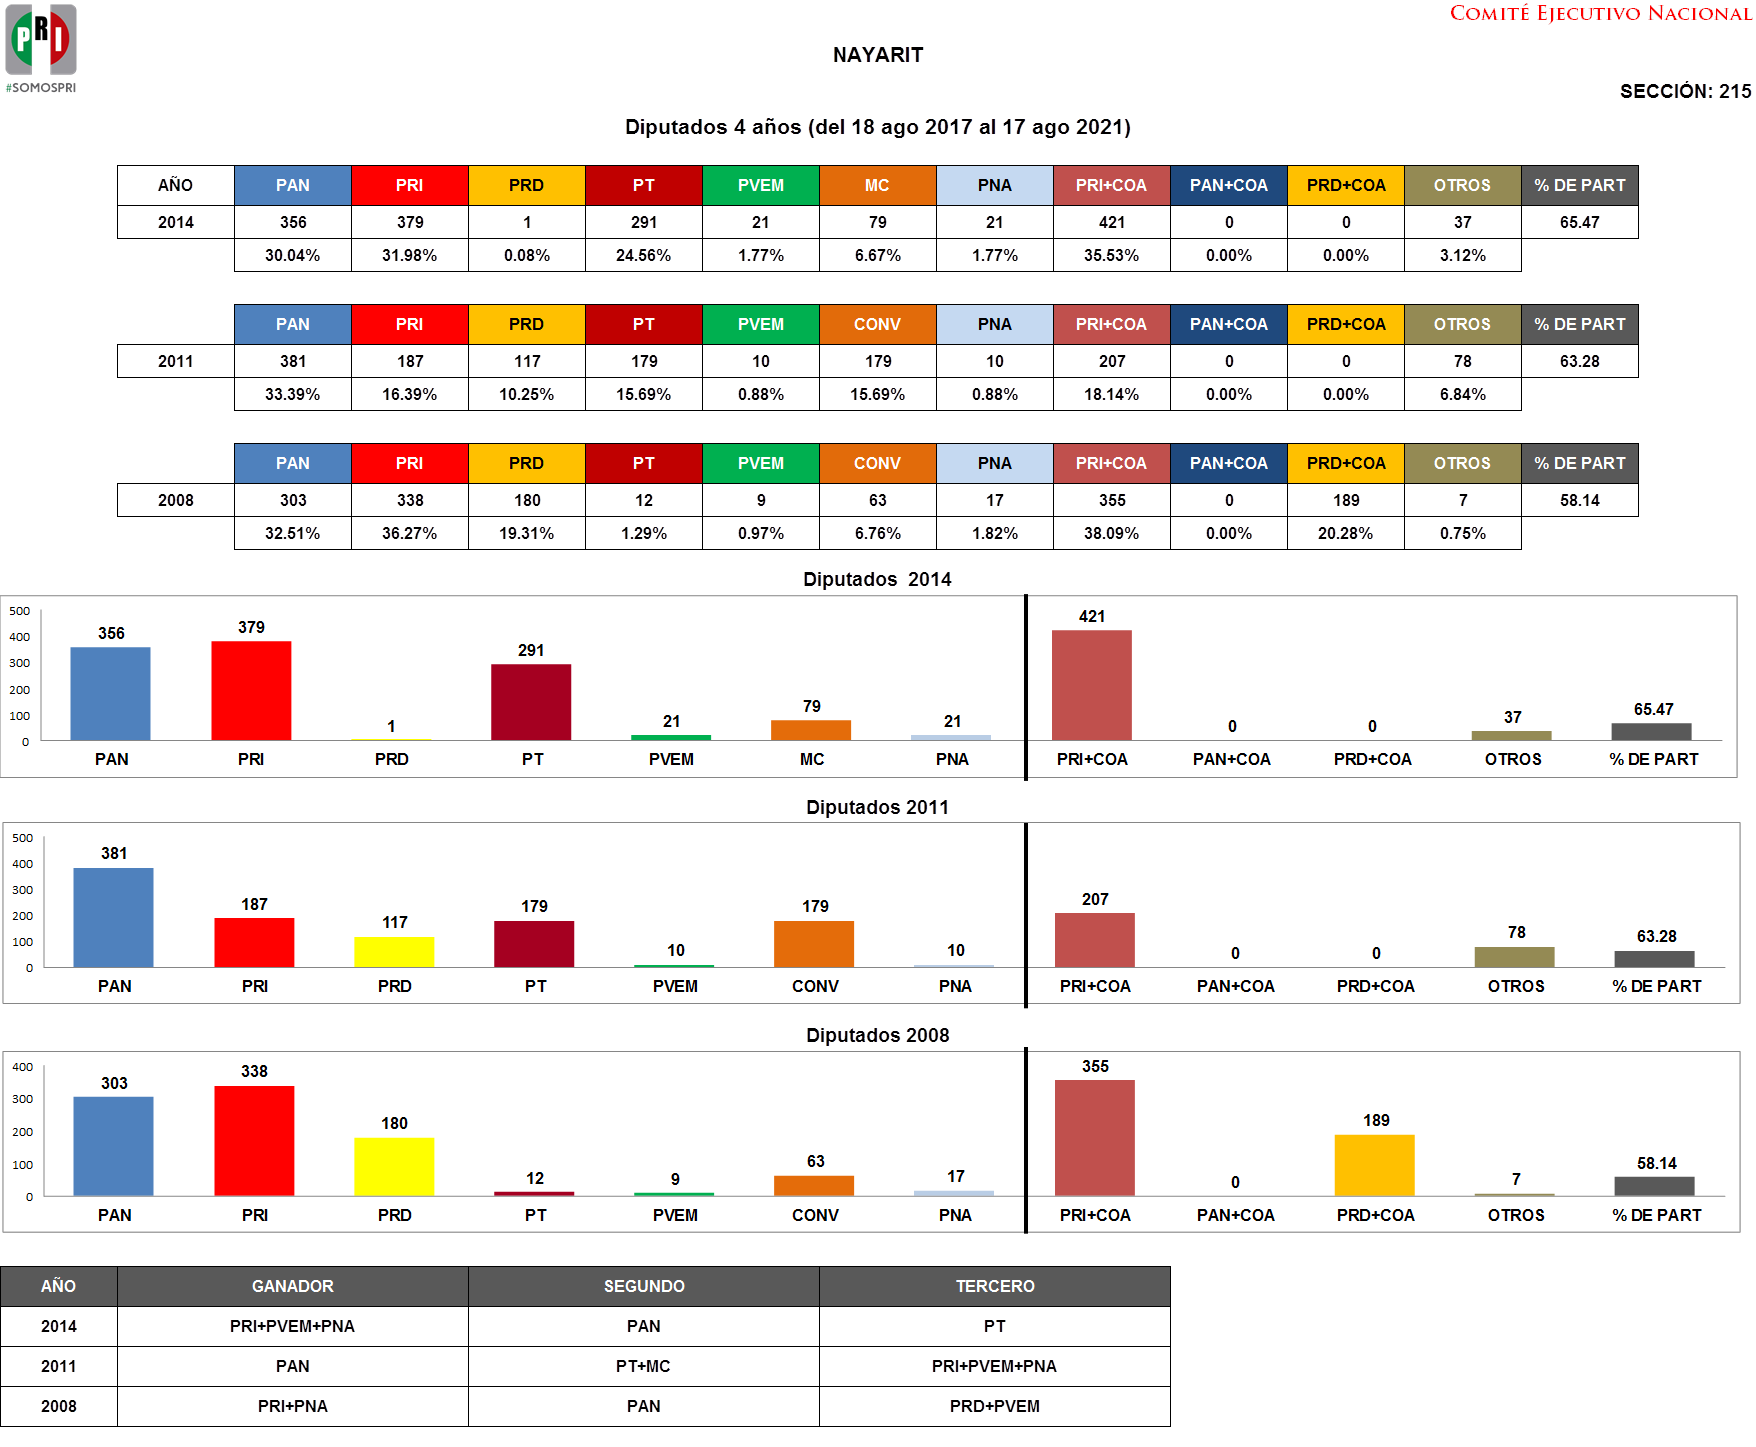 PRI
#SOMOSPRI
COMITÉ EJECUTIVO NACIONAL
NAYARIT
SECCIÓN: 215
Diputados 4 años (del 18 ago 2017 al 17 ago 2021)
AÑO PAN PRI PRD PT PVEM MC PNA PRI+COA PAN+COA PRD+COA OTROS % DE PART
2014 356 379 1 291 21 79 21 421 0 0 37 65.47
30.04% 31.98% 0.08% 24.56% 1.77% 6.67% 1.77% 35.53% 0.00% 0.00% 3.12%
PAN PRI PRD PT PVEM CONV PNA PRI+COA PAN+COA PRD+COA OTROS % DE PART
2011 381 187 117 179 10 179 10 207 0 0 78 63.28
33.39% 16.39% 10.25% 15.69% 0.88% 15.69% 0.88% 18.14% 0.00% 0.00% 6.84%
PAN PRI PRD PT PVEM CONV PNA PRI+COA PAN+COA PRD+COA OTROS % DE PART
2008 303 338 180 12 9 63 17 355 0 189 7 58.14
32.51% 36.27% 19.31% 1.29% 0.97% 6.76% 1.82% 38.09% 0.00% 20.28% 0.75%
Diputados 2014
500
400
300
200
100
0
356 379 1 291 21 79 21 421 0 0 37 65.47
PAN PRI PRD PT PVEM MC PNA PRI+COA PAN+COA PRD+COA OTROS % DE PART
Diputados 2011
500
400
300
200
100
0
381 187 117 179 10 179 10 207 0 0 78 63.28
PAN PRI PRD PT PVEM CONV PNA PRI+COA PAN+COA PRD+COA OTROS % DE PART
Diputados 2008
400
300
200
100
0
303 338 180 12 9 63 17 355 0 189 7 58.14
PAN PRI PRD PT PVEM CONV PNA PRI+COA PAN+COA PRD+COA OTROS % DE PART
AÑO GANADOR SEGUNDO TERCERO
2014 PRI+PVEM+PNA PAN PT
2011 PAN PT+MC PRI+PVEM+PNA
2008 PRI+PNA PAN PRD+PVEM